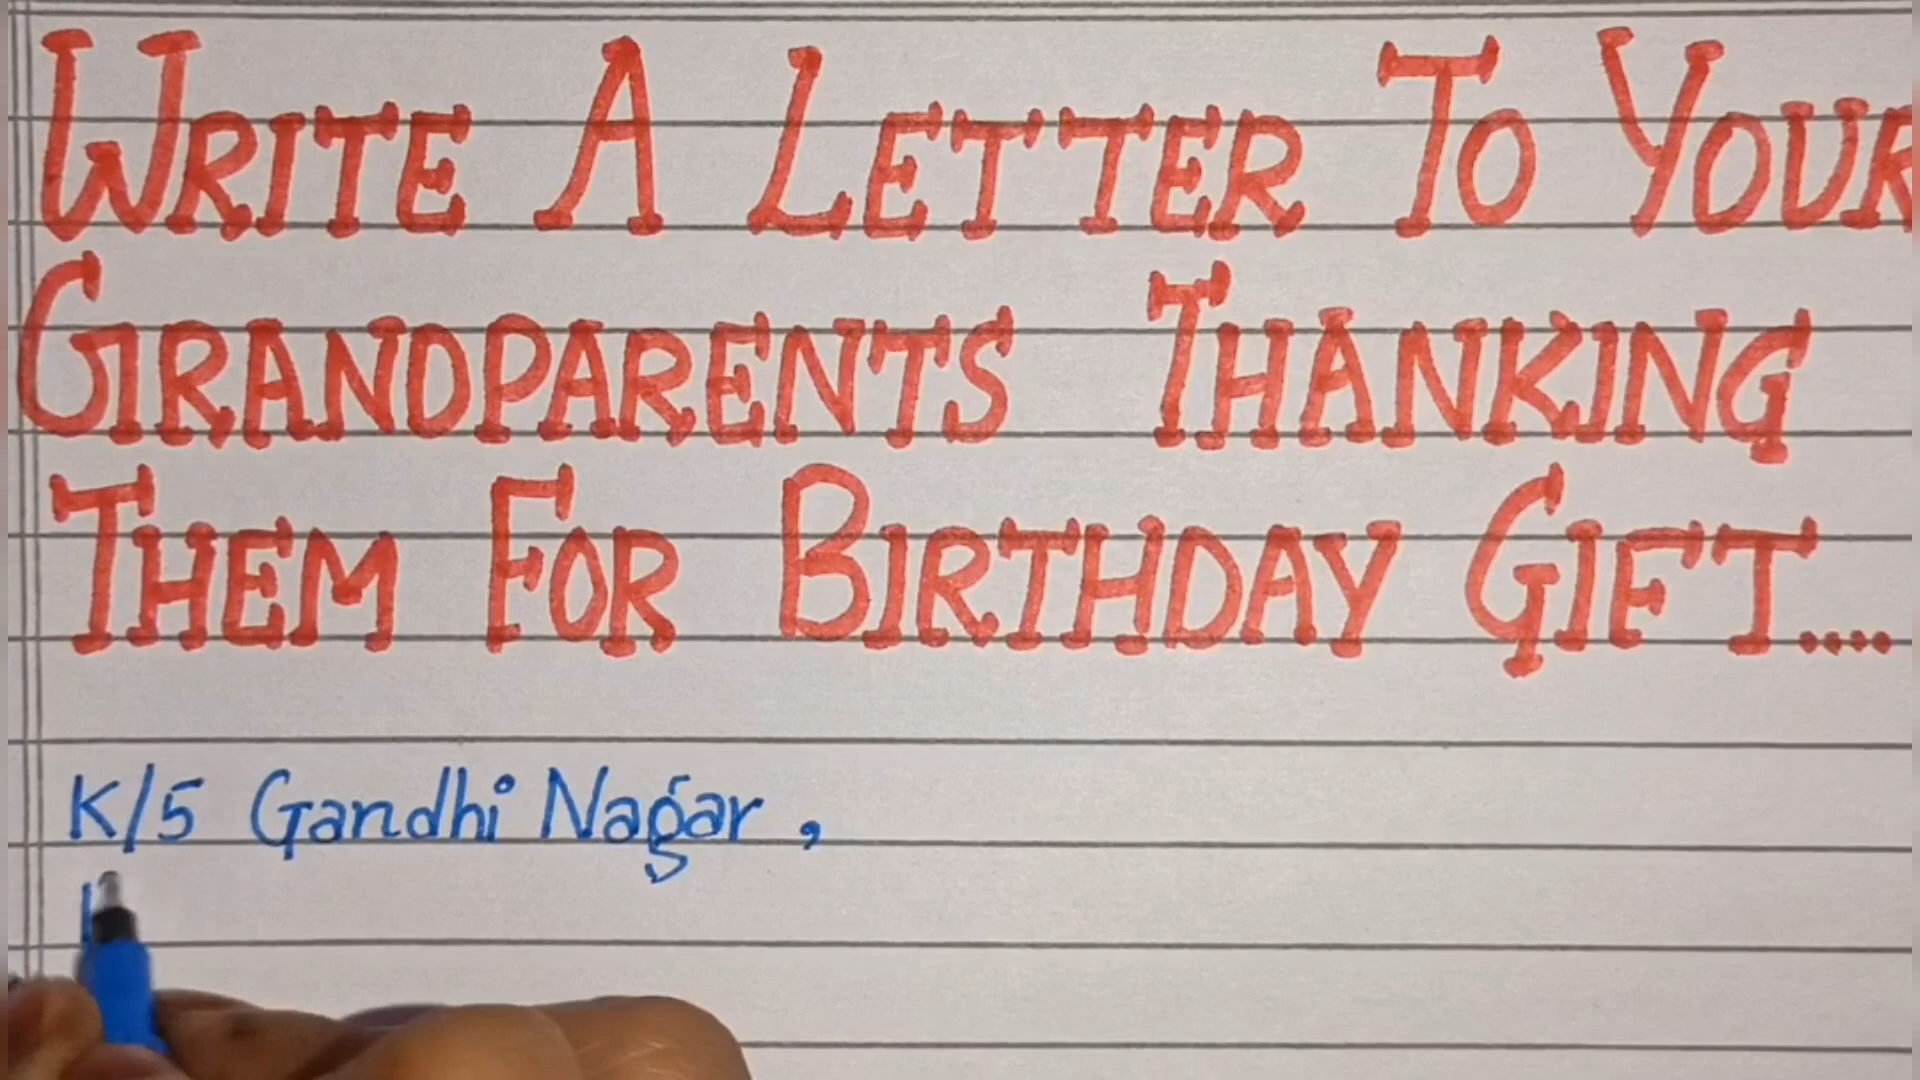 WRITE A LETTER TO YOUR
GRANDPARENTS THANKING
THEM FOR BIRTHDAY GIFT....
K/5 Gandhi Nagar,